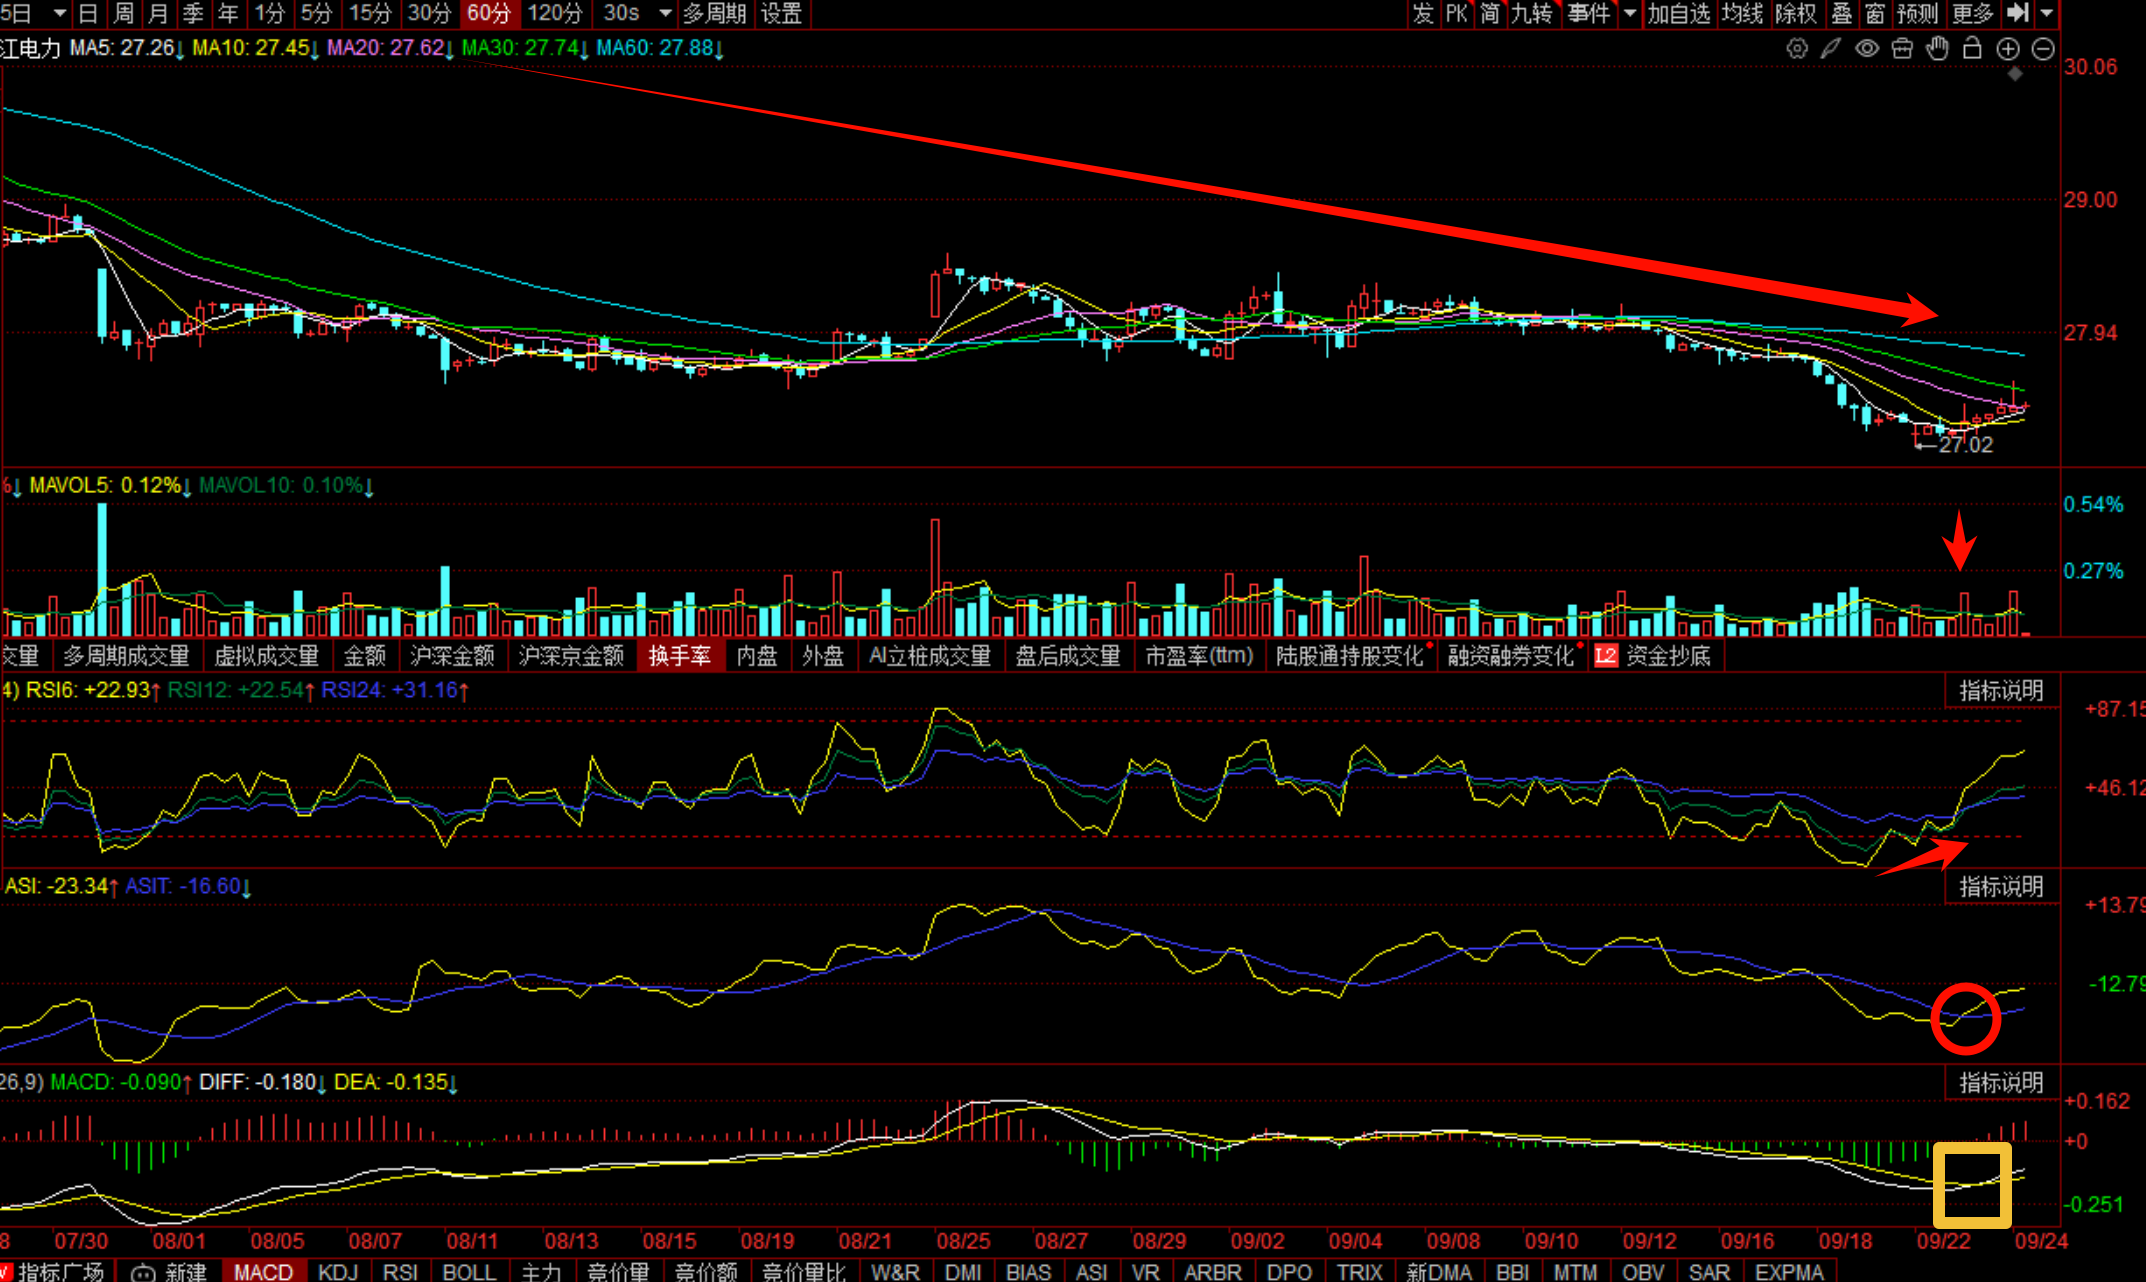 5日 日 周 月 季 年 1分 5分 15分 30分 60分 120分 30s 多周期 设置 发 PK 简 九转 事件 加自选 均线 除权 叠 窗 预测 更多
江电力 MA5: 27.26↓ MA10: 27.45↓ MA20: 27.62↓ MA30: 27.74↓ MA60: 27.88↓
30.06
29.00
27.94
←27.02
%↓ MAVOL5: 0.12%↓ MAVOL10: 0.10%↓
0.54%
0.27%
交量 多周期成交量 虚拟成交量 金额 沪深金额 沪深京金额 换手率 内盘 外盘 AI立桩成交量 盘后成交量 市盈率(ttm) 陆股通持股变化 融资融券变化 L2 资金抄底
4) RSI6: +22.93↑ RSI12: +22.54↑ RSI24: +31.16↑ 指标说明
+87.15
+46.12
ASI: -23.34↑ ASIT: -16.60↓ 指标说明
+13.79
-12.79
26,9) MACD: -0.090↑ DIFF: -0.180↓ DEA: -0.135↓ 指标说明
+0.162
+0
-0.251
8 07/30 08/01 08/05 08/07 08/11 08/13 08/15 08/19 08/21 08/25 08/27 08/29 09/02 09/04 09/08 09/10 09/12 09/16 09/18 09/22 09/24
指标广场 新建 MACD KDJ RSI BOLL 主力 竞价量 竞价额 竞价量比 W&R DMI BIAS ASI VR ARBR DPO TRIX 新DMA BBI MTM OBV SAR EXPMA